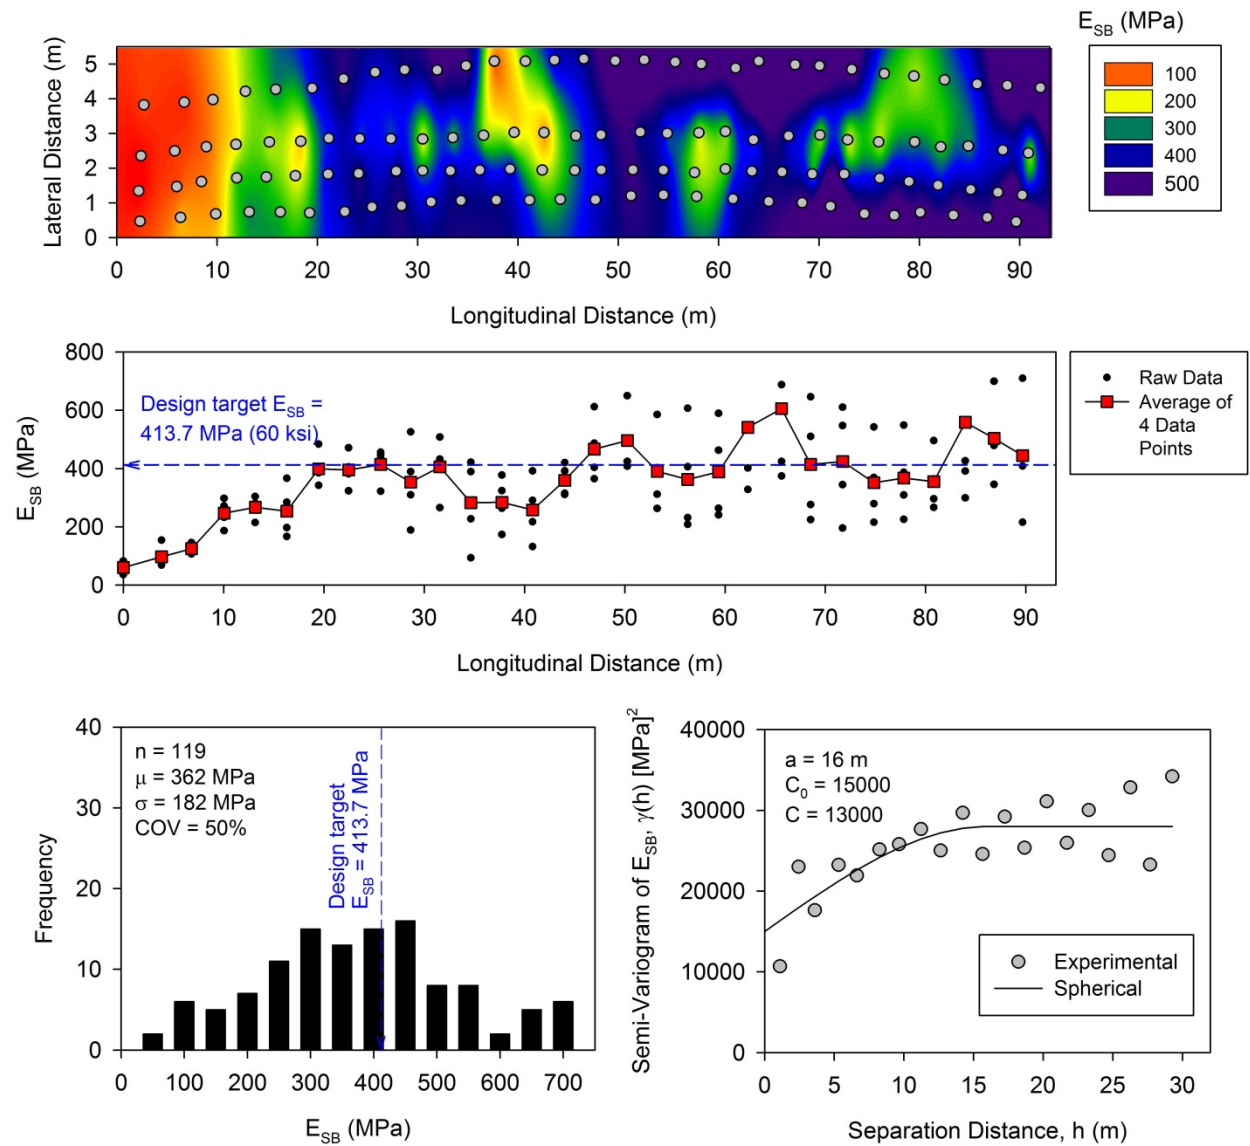 E_SB (MPa)
100
200
300
400
500
Lateral Distance (m)
5
4
3
2
1
0
0 10 20 30 40 50 60 70 80 90
Longitudinal Distance (m)
E_SB (MPa)
800
600
400
200
0
Design target E_SB =
413.7 MPa (60 ksi)
Raw Data
Average of
4 Data
Points
0 10 20 30 40 50 60 70 80 90
Longitudinal Distance (m)
Frequency
40
30
20
10
0
n = 119
μ = 362 MPa
σ = 182 MPa
COV = 50%
Design target
E_SB = 413.7 MPa
0 100 200 300 400 500 600 700
E_SB (MPa)
Semi-Variogram of E_SB, γ(h) [MPa]²
40000
30000
20000
10000
0
a = 16 m
C₀ = 15000
C = 13000
Experimental
Spherical
0 5 10 15 20 25 30
Separation Distance, h (m)